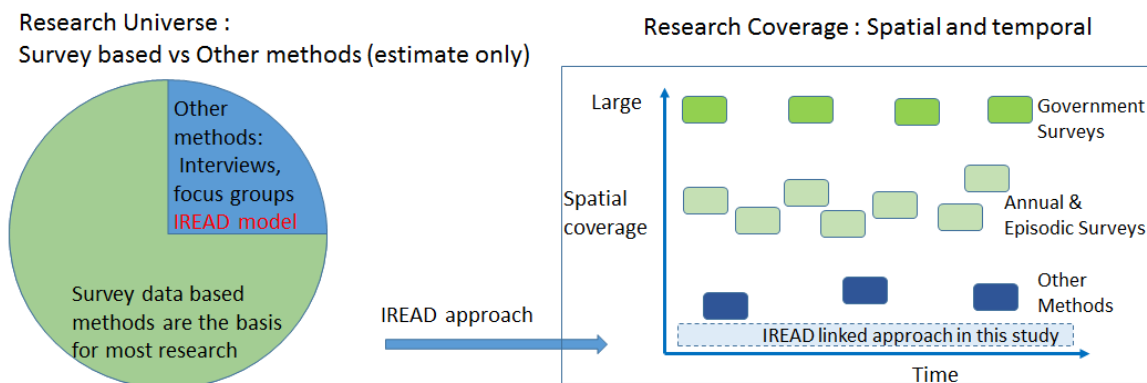 Research Universe :
Survey based vs Other methods (estimate only)
Other
methods:
Interviews,
focus groups
IREAD model
Survey data based
methods are the basis
for most research
IREAD approach
Research Coverage : Spatial and temporal
Large
Government
Surveys
Spatial
coverage
Annual &
Episodic Surveys
Other
Methods
IREAD linked approach in this study
Time